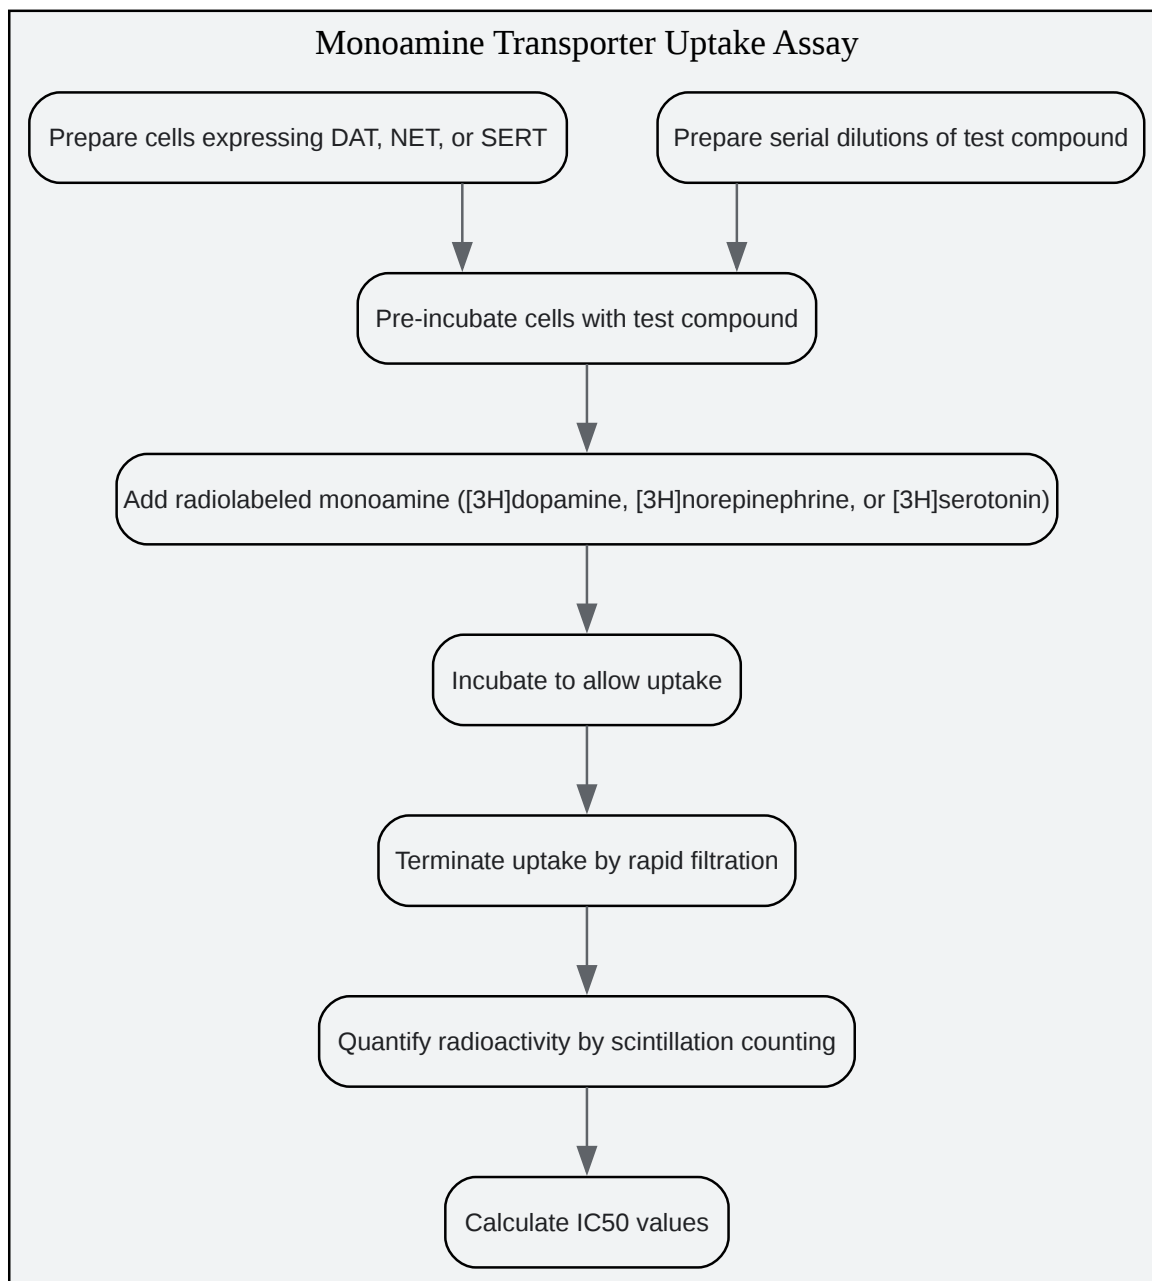 Monoamine Transporter Uptake Assay
Prepare cells expressing DAT, NET, or SERT
Prepare serial dilutions of test compound
Pre-incubate cells with test compound
Add radiolabeled monoamine ([3H]dopamine, [3H]norepinephrine, or [3H]serotonin)
Incubate to allow uptake
Terminate uptake by rapid filtration
Quantify radioactivity by scintillation counting
Calculate IC50 values